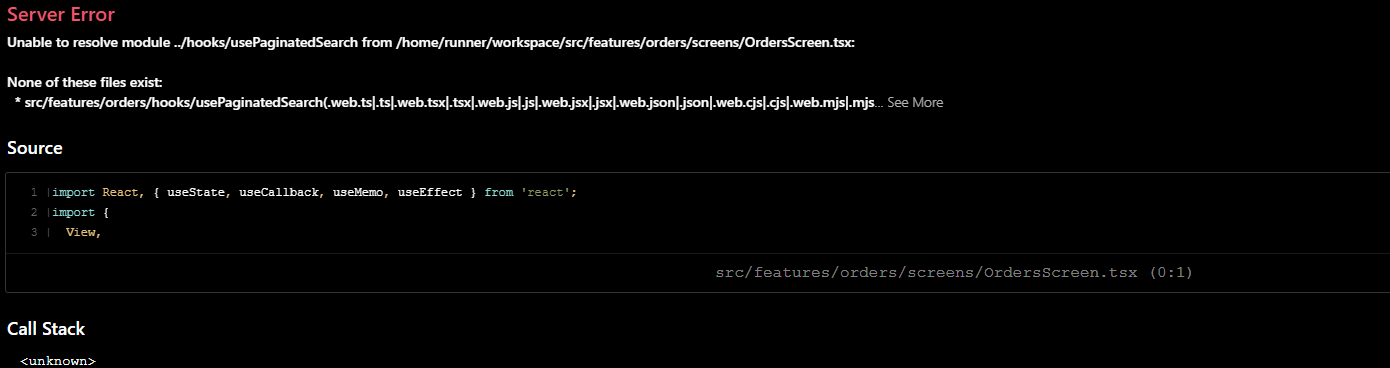 Server Error
Unable to resolve module ../hooks/usePaginatedSearch from /home/runner/workspace/src/features/orders/screens/OrdersScreen.tsx:
None of these files exist:
* src/features/orders/hooks/usePaginatedSearch(.web.ts|.ts|.web.tsx|.tsx|.web.js|.js|.web.jsx|.jsx|.web.json|.json|.web.cjs|.cjs|.web.mjs|.mjs... See More
Source
1 |import React, { useState, useCallback, useMemo, useEffect } from 'react';
2 |import {
3 |  View,
src/features/orders/screens/OrdersScreen.tsx (0:1)
Call Stack
<unknown>